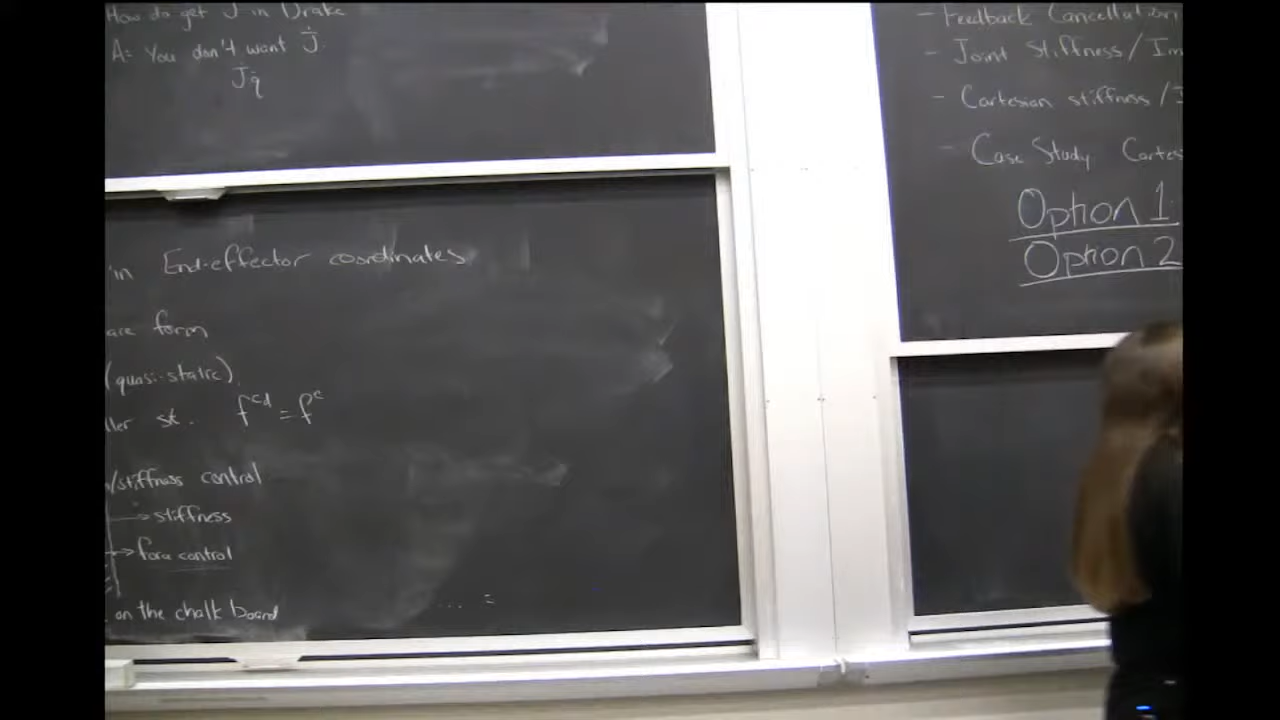 How do get J̇ in Drake
A: You don't want J̇.
J̇q̇
in End-effector coordinates
are form
(quasi-static).
ller st. f^cd = f^c
/stiffness control
→ stiffness
→ force control
on the chalk board
.... =
- Feedback Cancellation
- Joint Stiffness/Im
- Cartesian stiffness/I
- Case Study Cartes
Option 1
Option 2